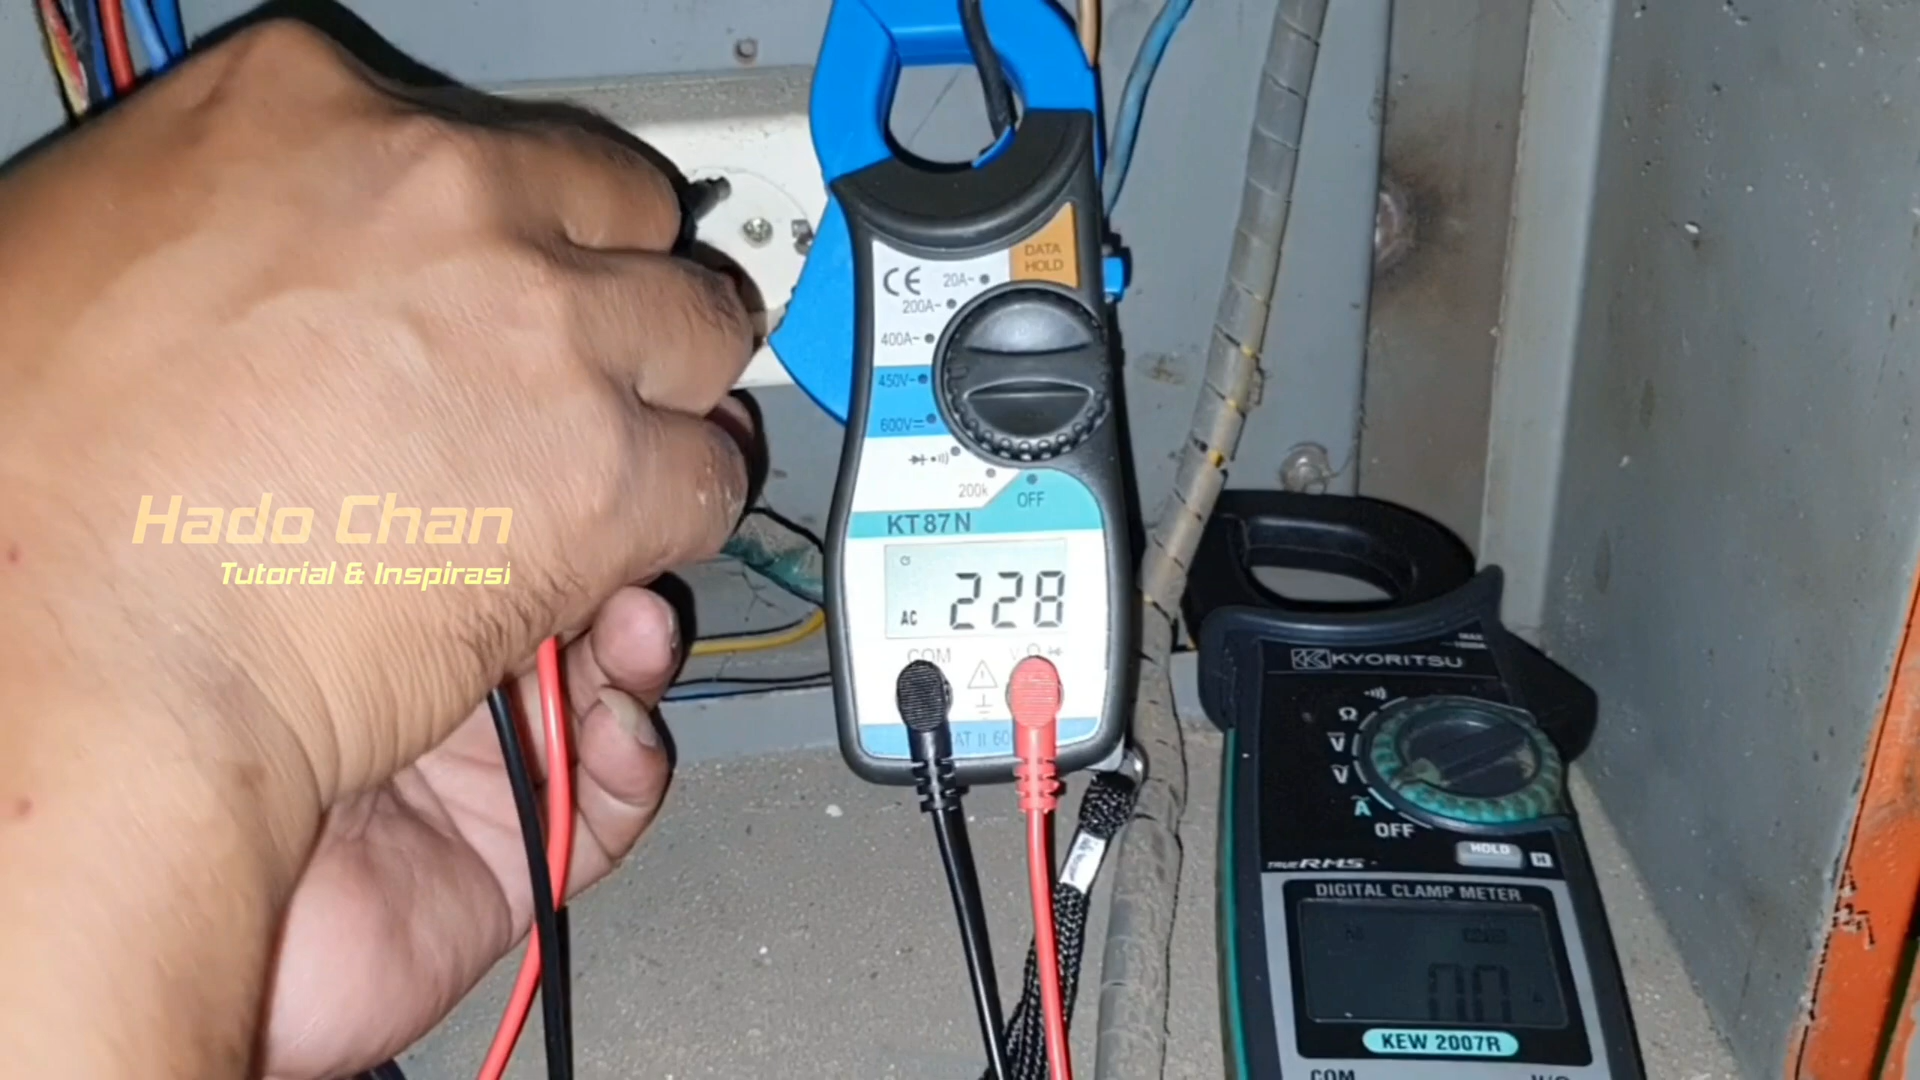 DATA
HOLD
CE
20A~
200A~
400A~
450V~
600V
200k
OFF
KT87N
AC 228
COM
Hado Chan
Tutorial & Inspirasi
KYORITSU
Ω
V
V
A
OFF
TRUE RMS
HOLD
DIGITAL CLAMP METER
KEW 2007R
COM